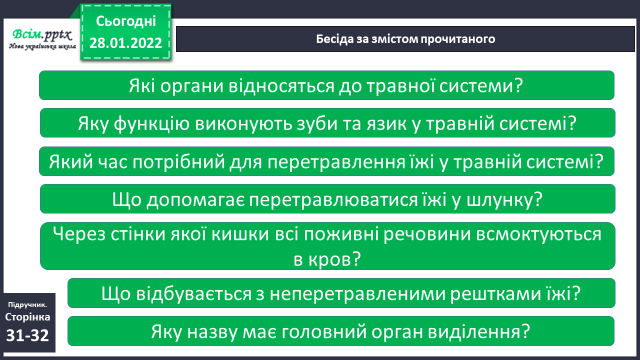 Всім.pptx
Нова українська школа
Сьогодні
28.01.2022
Бесіда за змістом прочитаного
Які органи відносяться до травної системи?
Яку функцію виконують зуби та язик у травній системі?
Який час потрібний для перетравлення їжі у травній системі?
Що допомагає перетравлюватися їжі у шлунку?
Через стінки якої кишки всі поживні речовини всмоктуються
в кров?
Що відбувається з неперетравленими рештками їжі?
Яку назву має головний орган виділення?
Підручник.
Сторінка
31-32